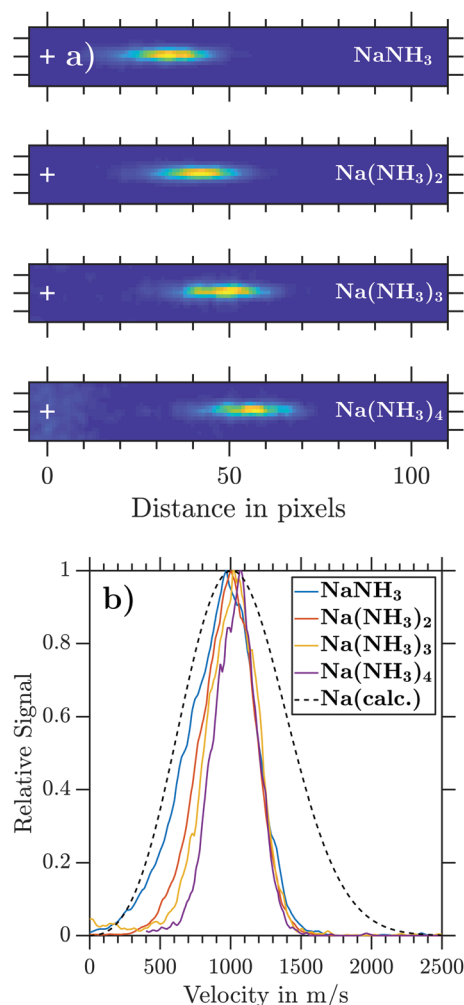 + a) NaNH₃
+ Na(NH₃)₂
+ Na(NH₃)₃
+ Na(NH₃)₄
0 50 100
Distance in pixels
b)
NaNH₃
Na(NH₃)₂
Na(NH₃)₃
Na(NH₃)₄
Na(calc.)
1
0.8
0.6
0.4
0.2
0
Relative Signal
0 500 1000 1500 2000 2500
Velocity in m/s